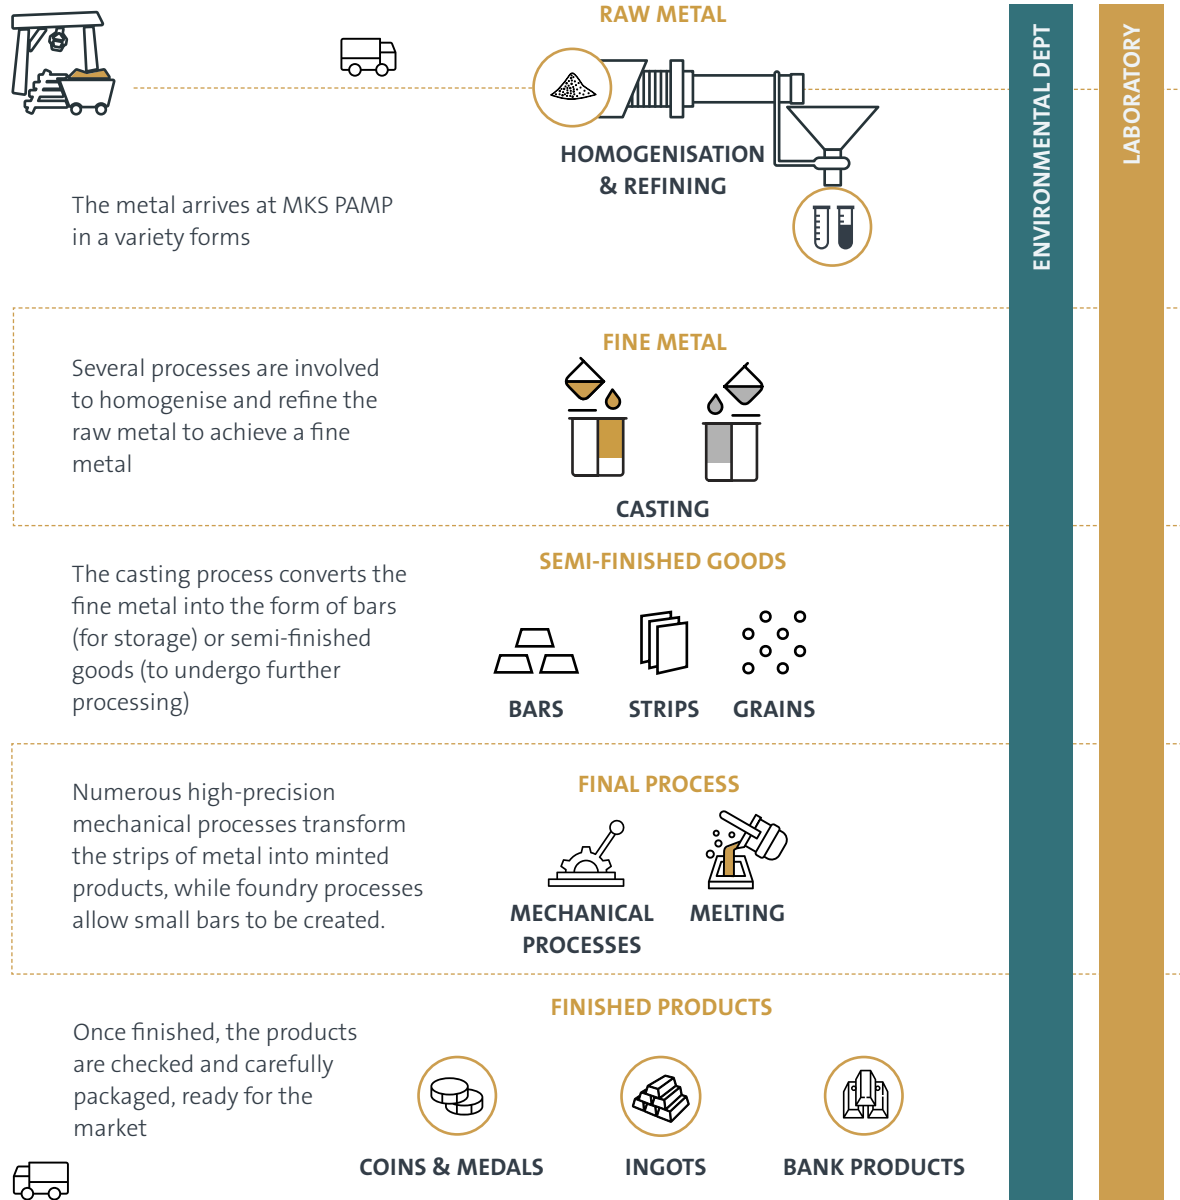 RAW METAL
HOMOGENISATION
& REFINING
The metal arrives at MKS PAMP
in a variety forms
ENVIRONMENTAL DEPT
LABORATORY
FINE METAL
Several processes are involved
to homogenise and refine the
raw metal to achieve a fine
metal
CASTING
SEMI-FINISHED GOODS
The casting process converts the
fine metal into the form of bars
(for storage) or semi-finished
goods (to undergo further
processing)
BARS
STRIPS
GRAINS
FINAL PROCESS
Numerous high-precision
mechanical processes transform
the strips of metal into minted
products, while foundry processes
allow small bars to be created.
MECHANICAL
PROCESSES
MELTING
FINISHED PRODUCTS
Once finished, the products
are checked and carefully
packaged, ready for the
market
COINS & MEDALS
INGOTS
BANK PRODUCTS